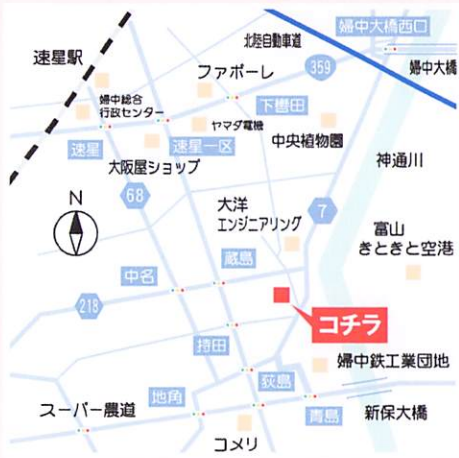 婦中大橋西口
北陸自動車道
速星駅
359
婦中大橋
ファボーレ
婦中総合
行政センター
下轡田
ヤマダ電機
速星
速星一区
中央植物園
大阪屋ショップ
神通川
68
N
大洋
エンジニアリング
7
富山
きときと空港
蔵島
中名
218
コチラ
持田
婦中鉄工業団地
萩島
地角
スーパー農道
青島
新保大橋
コメリ